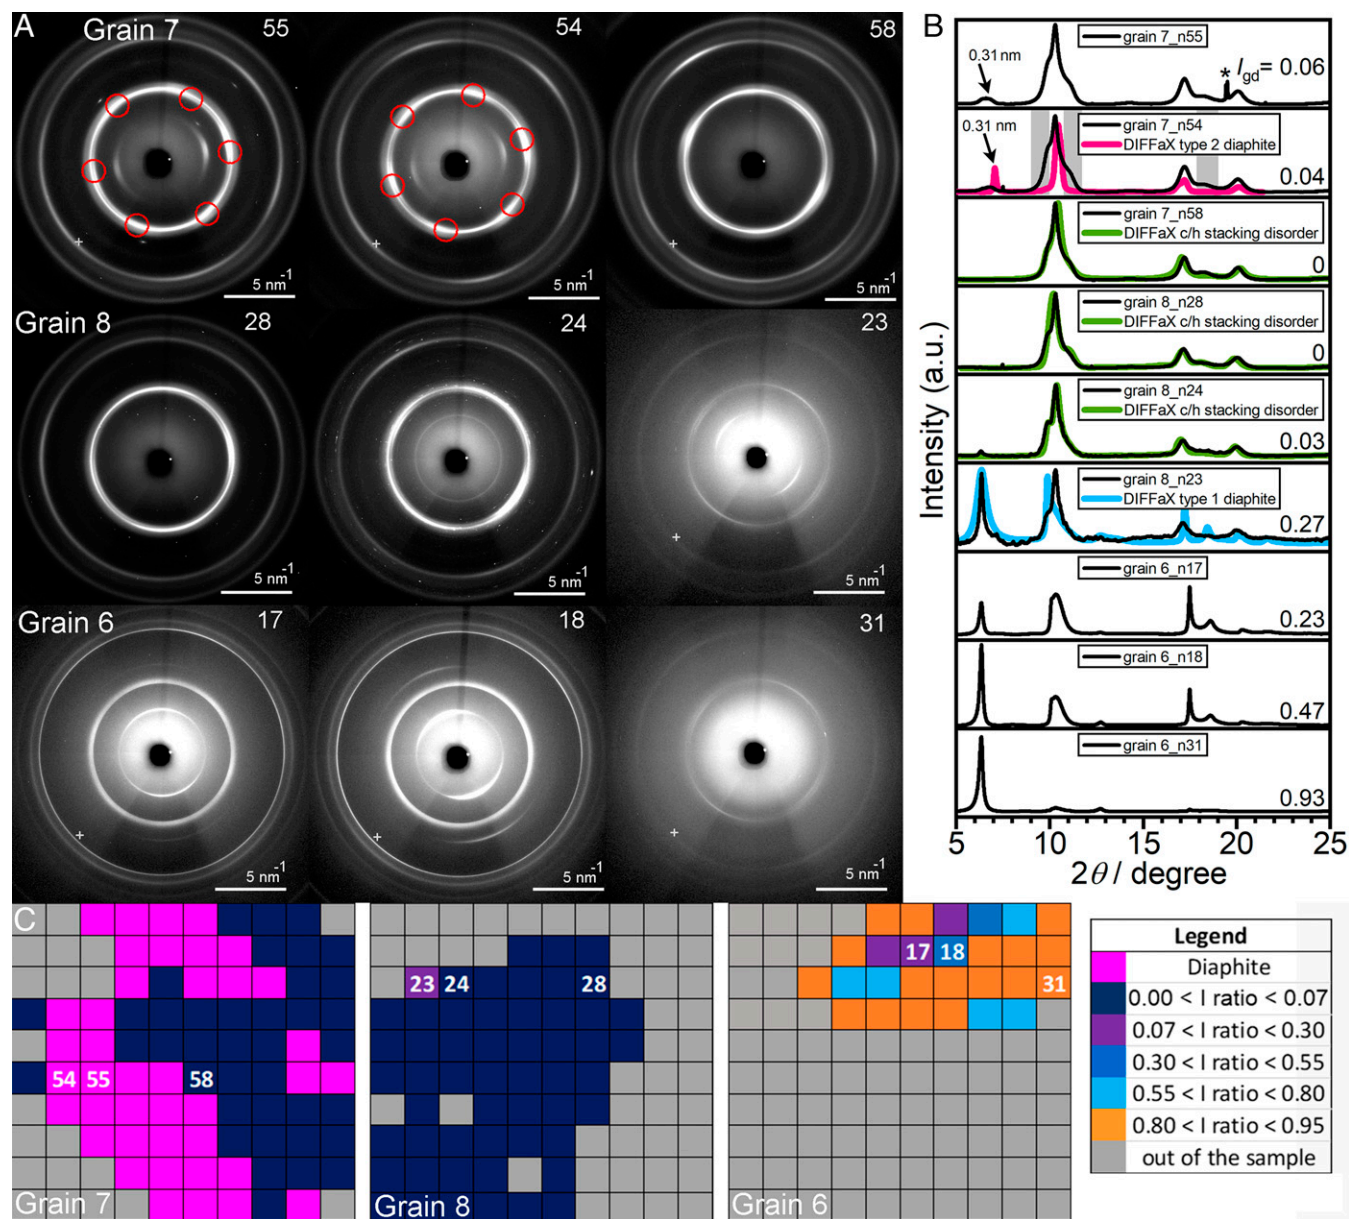 A
Grain 7
55
54
58
5 nm⁻¹
5 nm⁻¹
5 nm⁻¹
Grain 8
28
24
23
5 nm⁻¹
5 nm⁻¹
5 nm⁻¹
Grain 6
17
18
31
5 nm⁻¹
5 nm⁻¹
5 nm⁻¹
B
grain 7_n55
0.31 nm
* Igd= 0.06
grain 7_n54
DIFFaX type 2 diaphite
0.31 nm
0.04
grain 7_n58
DIFFaX c/h stacking disorder
0
grain 8_n28
DIFFaX c/h stacking disorder
0
grain 8_n24
DIFFaX c/h stacking disorder
0.03
grain 8_n23
DIFFaX type 1 diaphite
0.27
grain 6_n17
0.23
grain 6_n18
0.47
grain 6_n31
0.93
Intensity (a.u.)
5 10 15 20 25
2θ / degree
C
54 55 58
Grain 7
23 24 28
Grain 8
17 18
31
Grain 6
Legend
Diaphite
0.00 < I ratio < 0.07
0.07 < I ratio < 0.30
0.30 < I ratio < 0.55
0.55 < I ratio < 0.80
0.80 < I ratio < 0.95
out of the sample